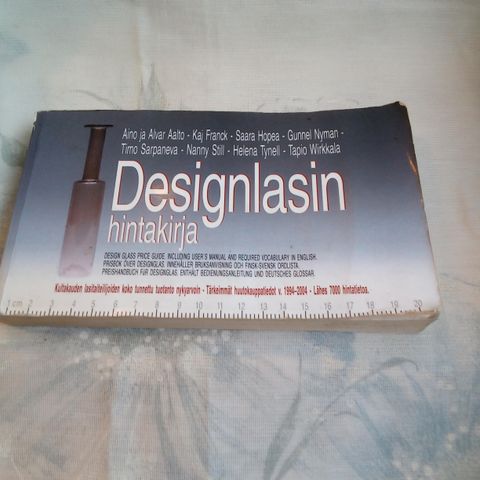 Aino ja Alvar Aalto - Kaj Franck - Saara Hopea - Gunnel Nyman -
Timo Sarpaneva - Nanny Still - Helena Tynell - Tapio Wirkkala
Designlasin
hintakirja
DESIGN GLASS PRICE GUIDE. INCLUDING USER'S MANUAL AND REQUIRED VOCABULARY IN ENGLISH.
PRISBOK ÖVER DESIGNGLAS. INNEHÅLLER BRUKSANVISNING OCH FINSK-SVENSK ORDLISTA.
PREISHANDBUCH FÜR DESIGNGLAS. ENTHÄLT BEDIENUNGSANLEITUNG UND DEUTSCHES GLOSSAR.
Kultakauden lasitaiteilijoiden koko tunnettu tuotanto nykyarvoin - Tärkeimmät huutokauppatiedot v. 1994-2004 - Lähes 7000 hintatietoa.
1 cm 2 3 4 5 6 7 8 9 10 11 12 13 14 15 16 17 18 19 20